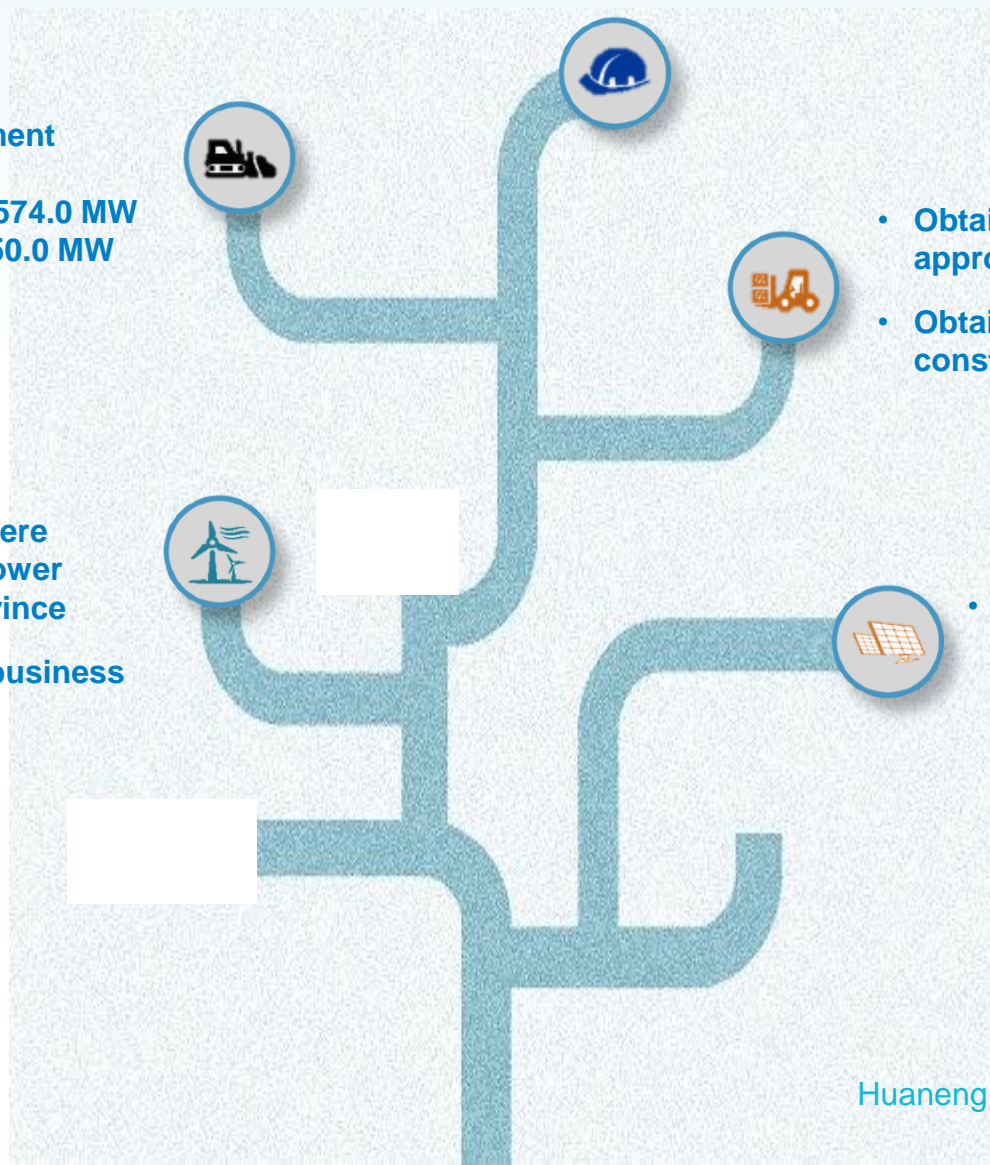 ment
574.0 MW
50.0 MW
• Obtai
appro
• Obtai
const
ere
ower
vince
•
business
Huaneng